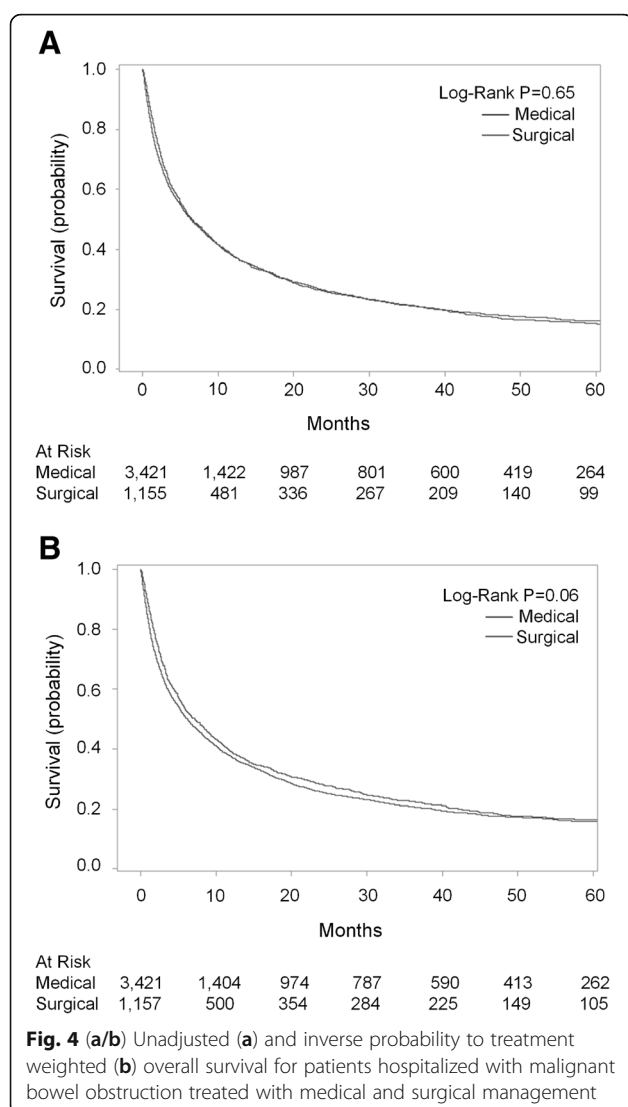 A
1.0
0.8
0.6
0.4
0.2
0.0
Survival (probability)
Log-Rank P=0.65
Medical
Surgical
0 10 20 30 40 50 60
Months
At Risk
Medical 3,421 1,422 987 801 600 419 264
Surgical 1,155 481 336 267 209 140 99
B
1.0
0.8
0.6
0.4
0.2
0.0
Survival (probability)
Log-Rank P=0.06
Medical
Surgical
0 10 20 30 40 50 60
Months
At Risk
Medical 3,421 1,404 974 787 590 413 262
Surgical 1,157 500 354 284 225 149 105
Fig. 4 (a/b) Unadjusted (a) and inverse probability to treatment
weighted (b) overall survival for patients hospitalized with malignant
bowel obstruction treated with medical and surgical management